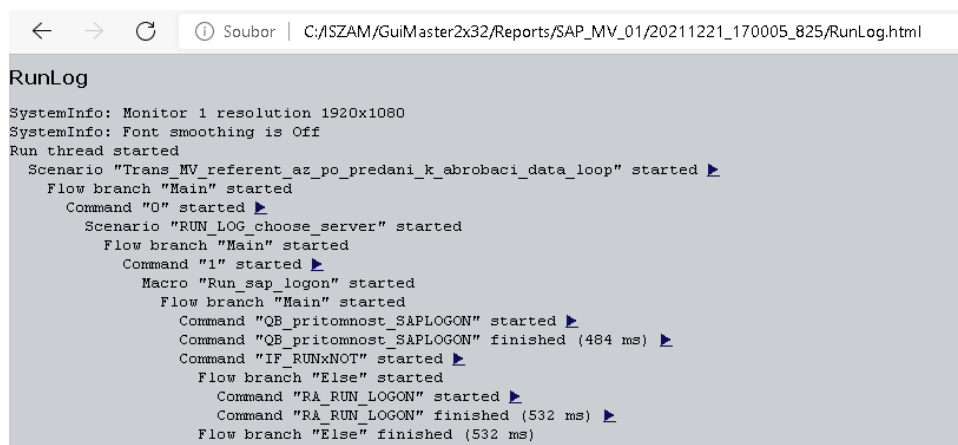 Soubor C:/ISZAM/GuiMaster2x32/Reports/SAP_MV_01/20211221_170005_825/RunLog.html
RunLog
SystemInfo: Monitor 1 resolution 1920x1080
SystemInfo: Font smoothing is Off
Run thread started
Scenario "Trans_MV_referent_az_po_predani_k_abrobaci_data_loop" started
Flow branch "Main" started
Command "0" started
Scenario "RUN_LOG_choose_server" started
Flow branch "Main" started
Command "1" started
Macro "Run_sap_logon" started
Flow branch "Main" started
Command "QB_pritomnost_SAPLOGON" started
Command "QB_pritomnost_SAPLOGON" finished (484 ms)
Command "IF_RUNxNOT" started
Flow branch "Else" started
Command "RA_RUN_LOGON" started
Command "RA_RUN_LOGON" finished (532 ms)
Flow branch "Else" finished (532 ms)